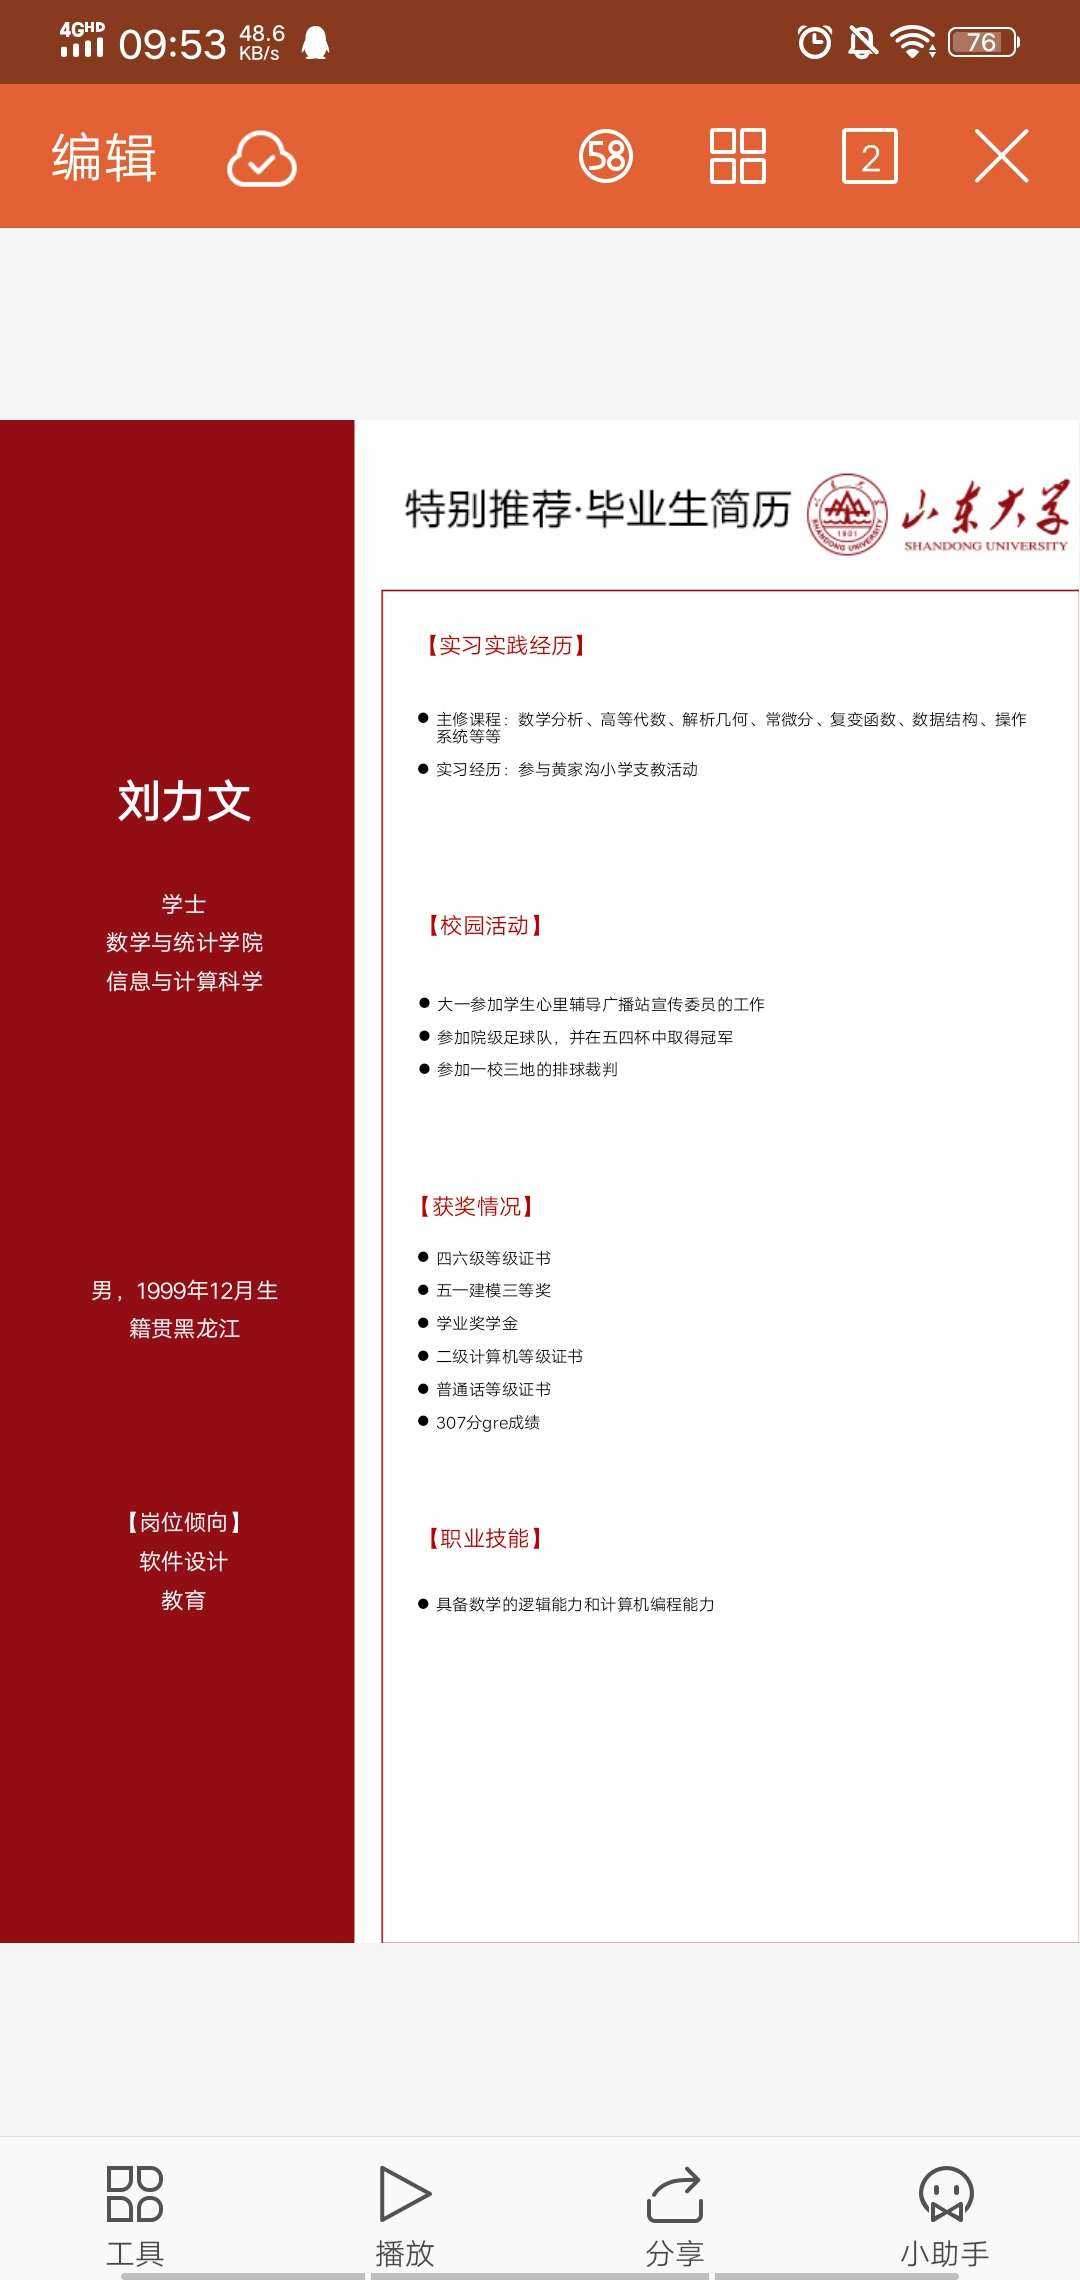 4GHD 09:53 48.6 KB/s 76
编辑 58 2
特别推荐·毕业生简历 山东大学
SHANDONG UNIVERSITY
1901
SHANDONG UNIVERSITY
刘力文
学士
数学与统计学院
信息与计算科学
男，1999年12月生
籍贯黑龙江
【岗位倾向】
软件设计
教育
【实习实践经历】
主修课程：数学分析、高等代数、解析几何、常微分、复变函数、数据结构、操作
系统等等
实习经历：参与黄家沟小学支教活动
【校园活动】
大一参加学生心里辅导广播站宣传委员的工作
参加院级足球队，并在五四杯中取得冠军
参加一校三地的排球裁判
【获奖情况】
四六级等级证书
五一建模三等奖
学业奖学金
二级计算机等级证书
普通话等级证书
307分gre成绩
【职业技能】
具备数学的逻辑能力和计算机编程能力
工具 播放 分享 小助手